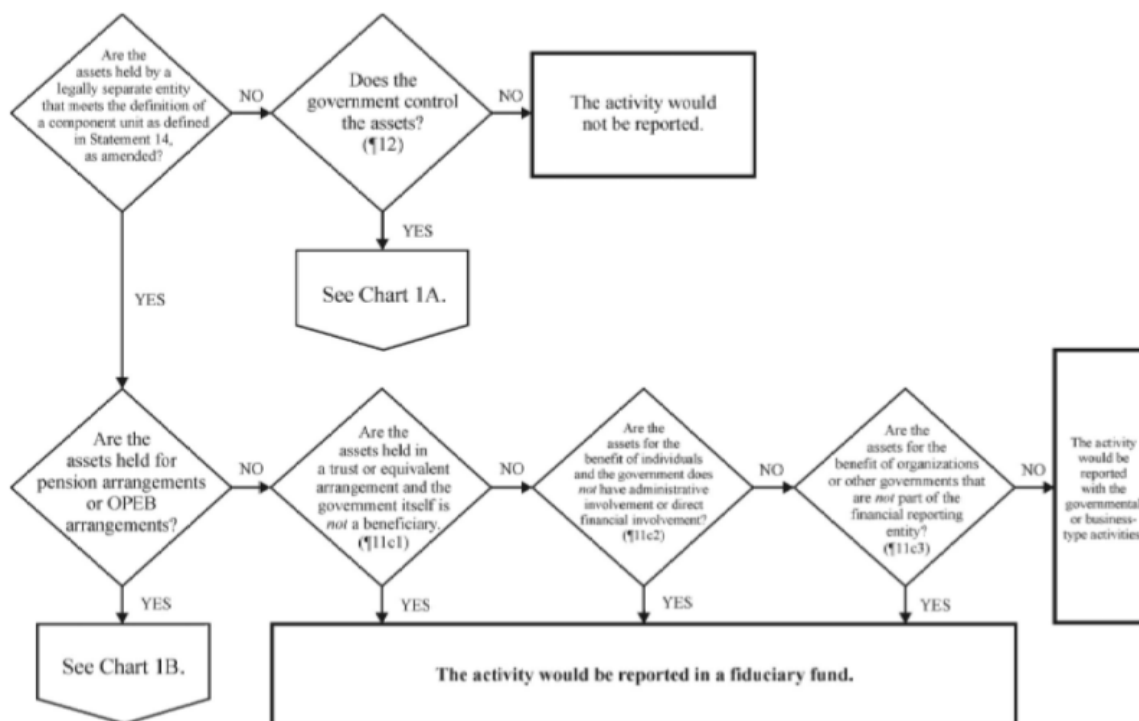 Are the
assets held by a
legally separate entity
that meets the definition of
a component unit as defined
in Statement 14,
as amended?
NO
Does the
government control
the assets?
(¶12)
NO
The activity would
not be reported.
YES
See Chart 1A.
YES
Are the
assets held for
pension arrangements
or OPEB
arrangements?
NO
Are the
assets held in
a trust or equivalent
arrangement and the
government itself is
not a beneficiary.
(¶11c1)
NO
Are the
assets for the
benefit of individuals
and the government does
not have administrative
involvement or direct
financial involvement?
(¶11c2)
NO
Are the
assets for the
benefit of organizations
or other governments that
are not part of the
financial reporting
entity?
(¶11c3)
NO
The activity
would be
reported
with the
governmental
or business-
type activities
YES
YES
YES
YES
See Chart 1B.
The activity would be reported in a fiduciary fund.